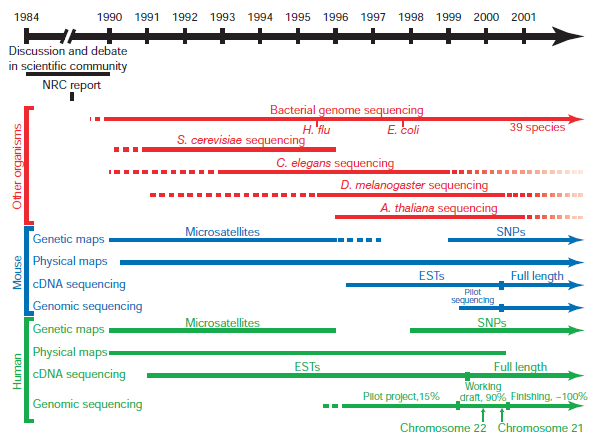 1984 1990 1991 1992 1993 1994 1995 1996 1997 1998 1999 2000 2001
Discussion and debate
in scientific community
NRC report
Other organisms
Bacterial genome sequencing
H. flu E. coli 39 species
S. cerevisiae sequencing
C. elegans sequencing
D. melanogaster sequencing
A. thaliana sequencing
Mouse
Genetic maps Microsatellites SNPs
Physical maps
cDNA sequencing ESTs Full length
Pilot
sequencing
Genomic sequencing
Human
Genetic maps Microsatellites SNPs
Physical maps
cDNA sequencing ESTs Full length
Working
draft, 90%
Genomic sequencing Pilot project,15% Finishing, ~100%
Chromosome 22 Chromosome 21